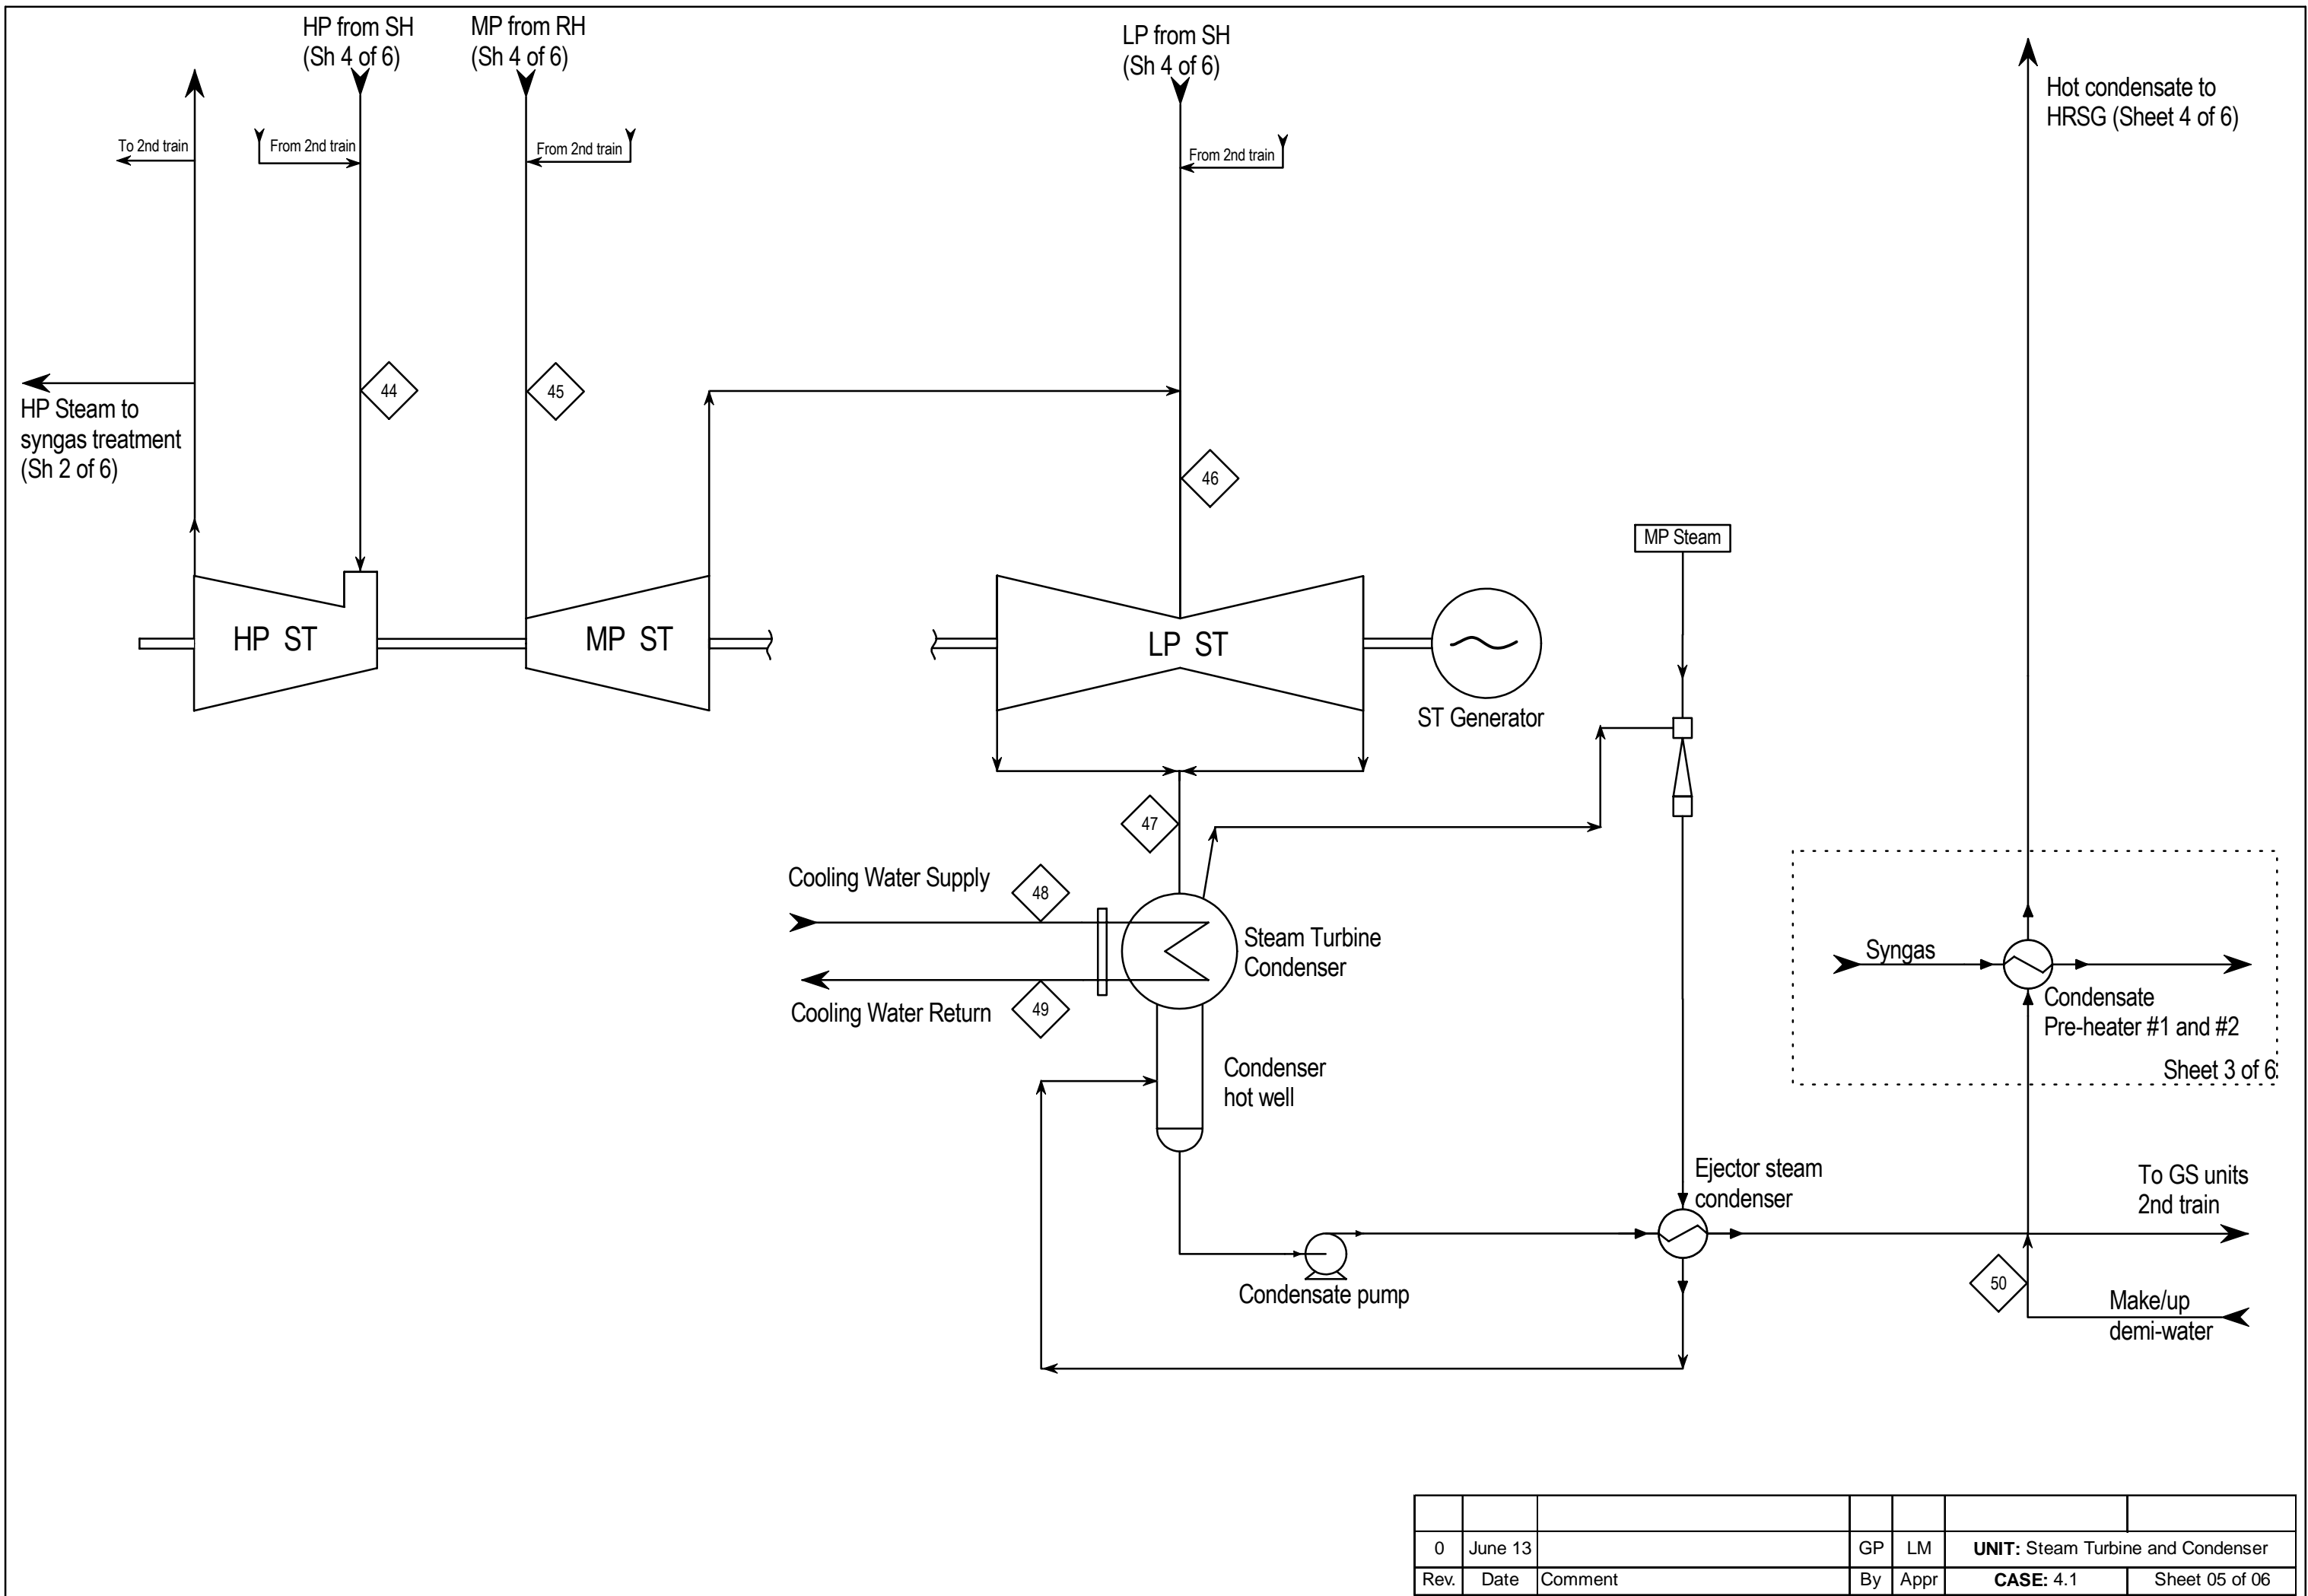 HP from SH
(Sh 4 of 6)
MP from RH
(Sh 4 of 6)
LP from SH
(Sh 4 of 6)
Hot condensate to
HRSG (Sheet 4 of 6)
To 2nd train
From 2nd train
From 2nd train
From 2nd train
44
45
HP Steam to
syngas treatment
(Sh 2 of 6)
46
MP Steam
HP ST
MP ST
LP ST
ST Generator
47
Cooling Water Supply
48
Steam Turbine
Condenser
Cooling Water Return
49
Syngas
Condensate
Pre-heater #1 and #2
Sheet 3 of 6
Condenser
hot well
Ejector steam
condenser
To GS units
2nd train
Condensate pump
50
Make/up
demi-water
0 June 13 GP LM UNIT: Steam Turbine and Condenser
Rev. Date Comment By Appr CASE: 4.1 Sheet 05 of 06